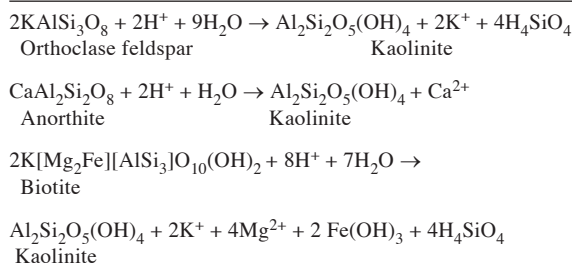 2KAlSi₃O₈ + 2H⁺ + 9H₂O → Al₂Si₂O₅(OH)₄ + 2K⁺ + 4H₄SiO₄
Orthoclase feldspar Kaolinite
CaAl₂Si₂O₈ + 2H⁺ + H₂O → Al₂Si₂O₅(OH)₄ + Ca²⁺
Anorthite Kaolinite
2K[Mg₂Fe][AlSi₃]O₁₀(OH)₂ + 8H⁺ + 7H₂O →
Biotite
Al₂Si₂O₅(OH)₄ + 2K⁺ + 4Mg²⁺ + 2 Fe(OH)₃ + 4H₄SiO₄
Kaolinite